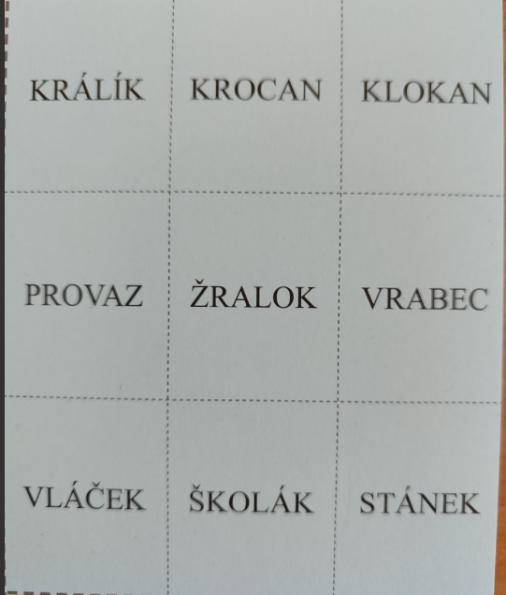 KRÁLÍK KROCAN KLOKAN
PROVAZ ŽRALOK VRABEC
VLÁČEK ŠKOLÁK STÁNEK